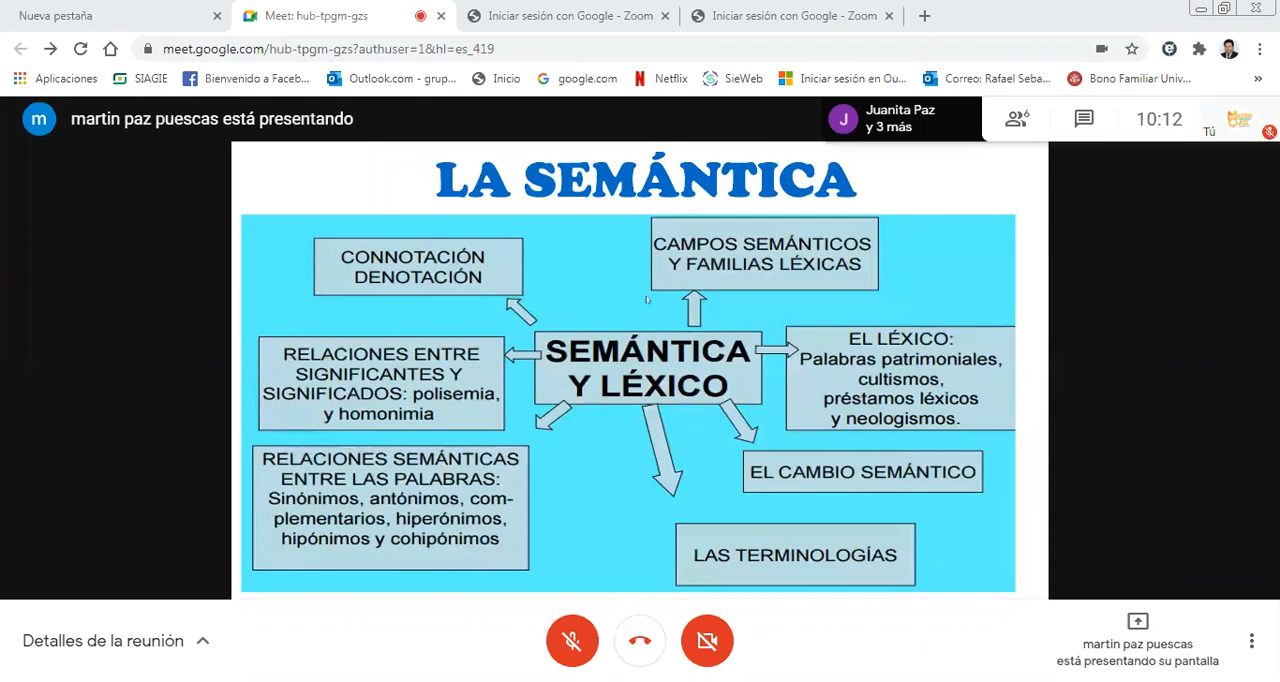 Nueva pestaña
Meet: hub-tpgm-gzs
Iniciar sesión con Google - Zoom
Iniciar sesión con Google - Zoom
meet.google.com/hub-tpgm-gzs?authuser=1&hl=es_419
Aplicaciones
SIAGIE
Bienvenido a Faceb...
Outlook.com - grup...
Inicio
google.com
Netflix
SieWeb
Iniciar sesión en Ou...
Correo: Rafael Seba...
Bono Familiar Univ...
»
m
martin paz puescas está presentando
J
Juanita Paz
y 3 más
6
10:12
Tú
LA SEMÁNTICA
CONNOTACIÓN
DENOTACIÓN
CAMPOS SEMÁNTICOS
Y FAMILIAS LÉXICAS
RELACIONES ENTRE
SIGNIFICANTES Y
SIGNIFICADOS: polisemia,
y homonimia
SEMÁNTICA
Y LÉXICO
EL LÉXICO:
Palabras patrimoniales,
cultismos,
préstamos léxicos
y neologismos.
RELACIONES SEMÁNTICAS
ENTRE LAS PALABRAS:
Sinónimos, antónimos, com-
plementarios, hiperónimos,
hipónimos y cohipónimos
EL CAMBIO SEMÁNTICO
LAS TERMINOLOGÍAS
Detalles de la reunión
martin paz puescas
está presentando su pantalla